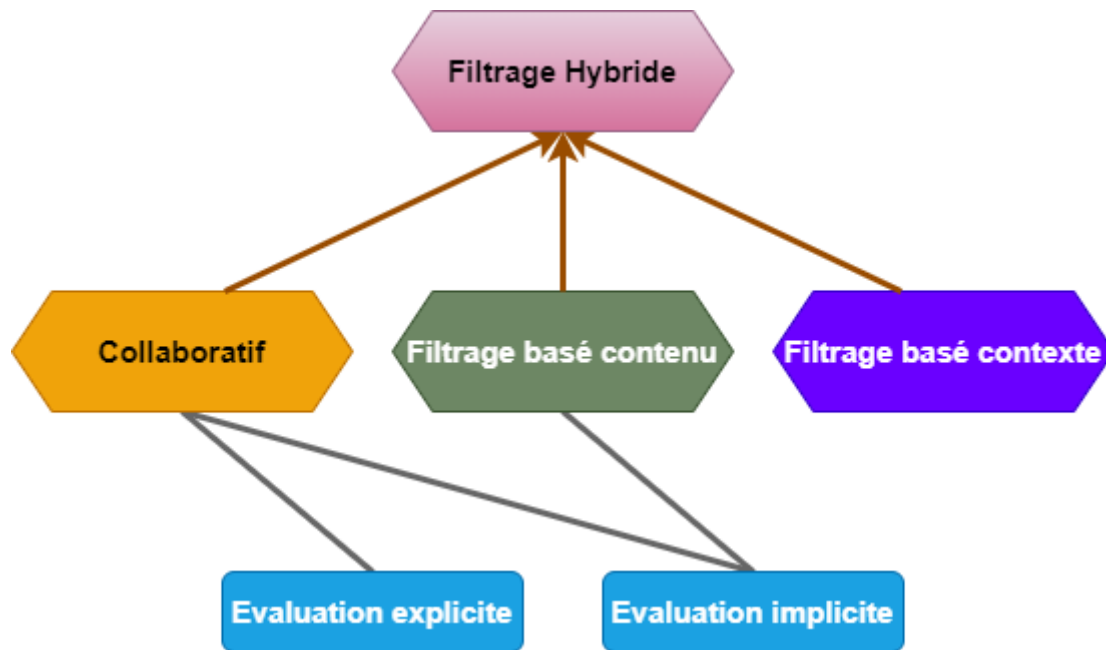 Filtrage Hybride
Collaboratif
Filtrage basé contenu
Filtrage basé contexte
Evaluation explicite
Evaluation implicite